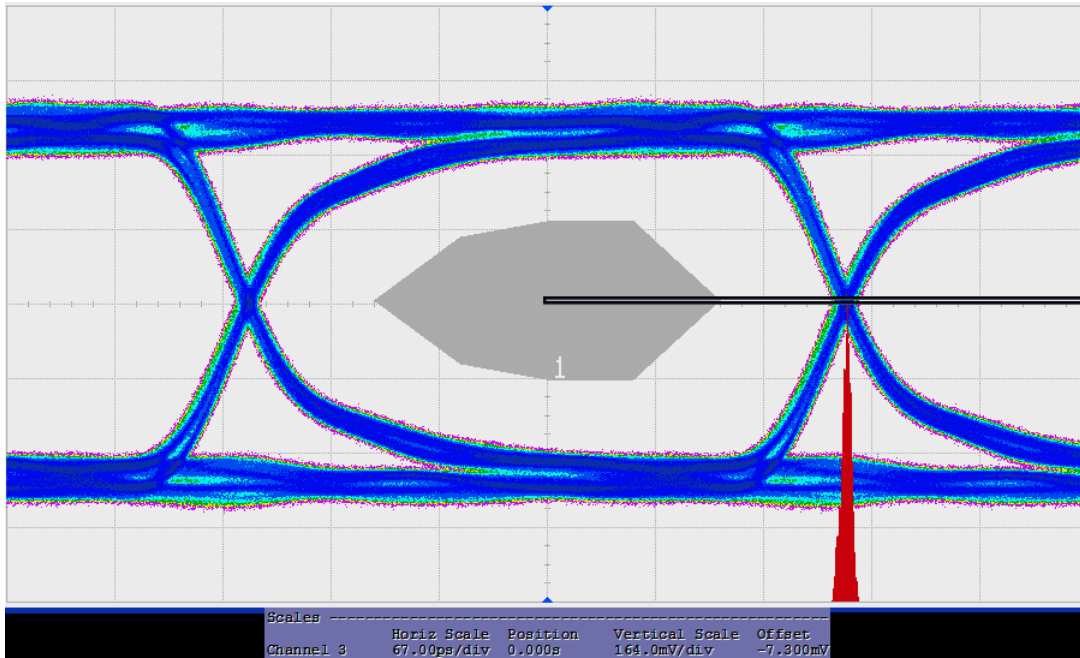 1
Scales ------------------------------------------------
Horiz Scale Position Vertical Scale Offset
Channel 3 67.00ps/div 0.000s 164.0mV/div -7.300mV